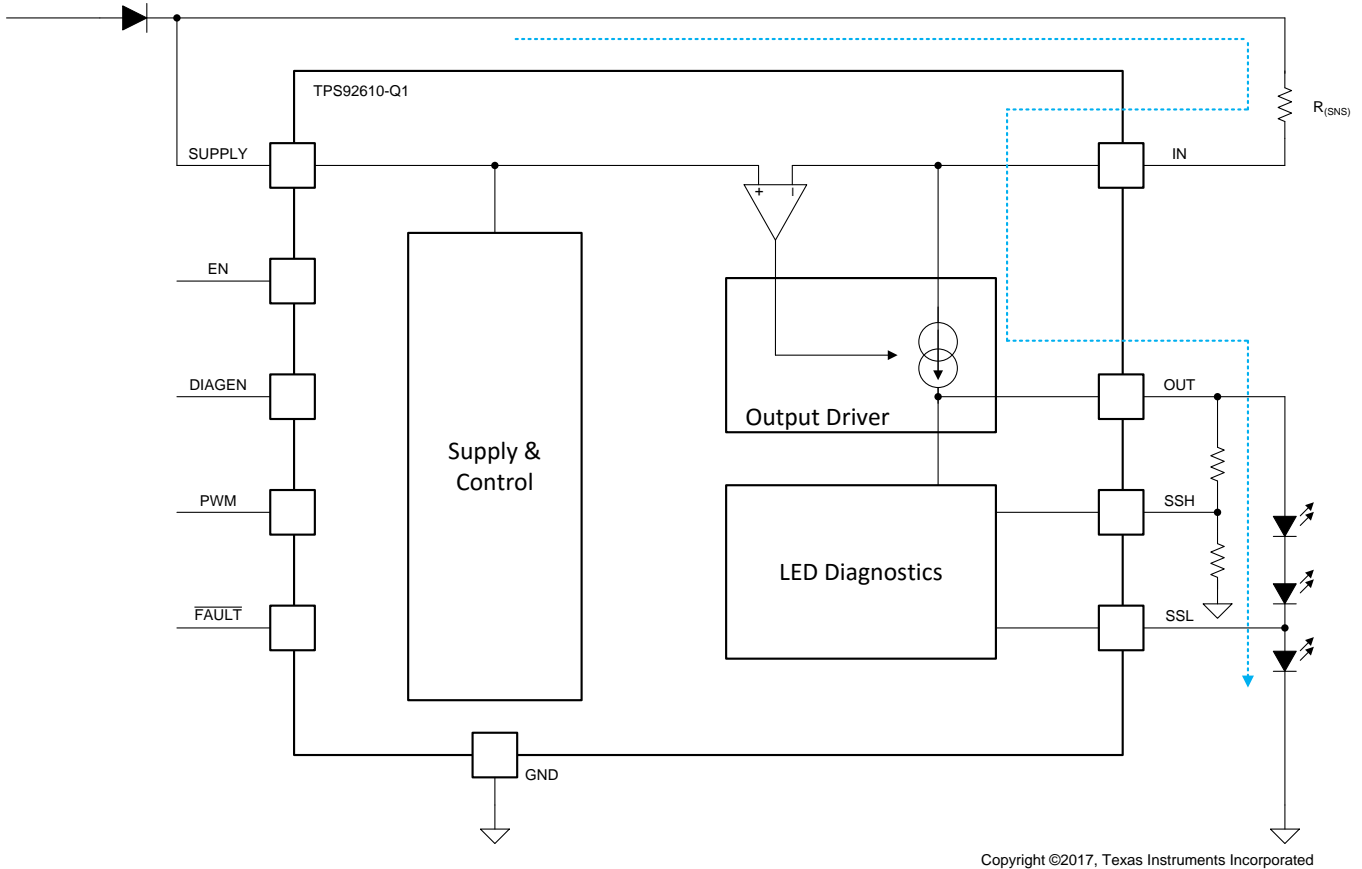 TPS92610-Q1
R(SNS)
SUPPLY
IN
+
–
EN
DIAGEN
OUT
Output Driver
Supply &
Control
PWM
SSH
LED Diagnostics
FAULT
SSL
GND
Copyright ©2017, Texas Instruments Incorporated